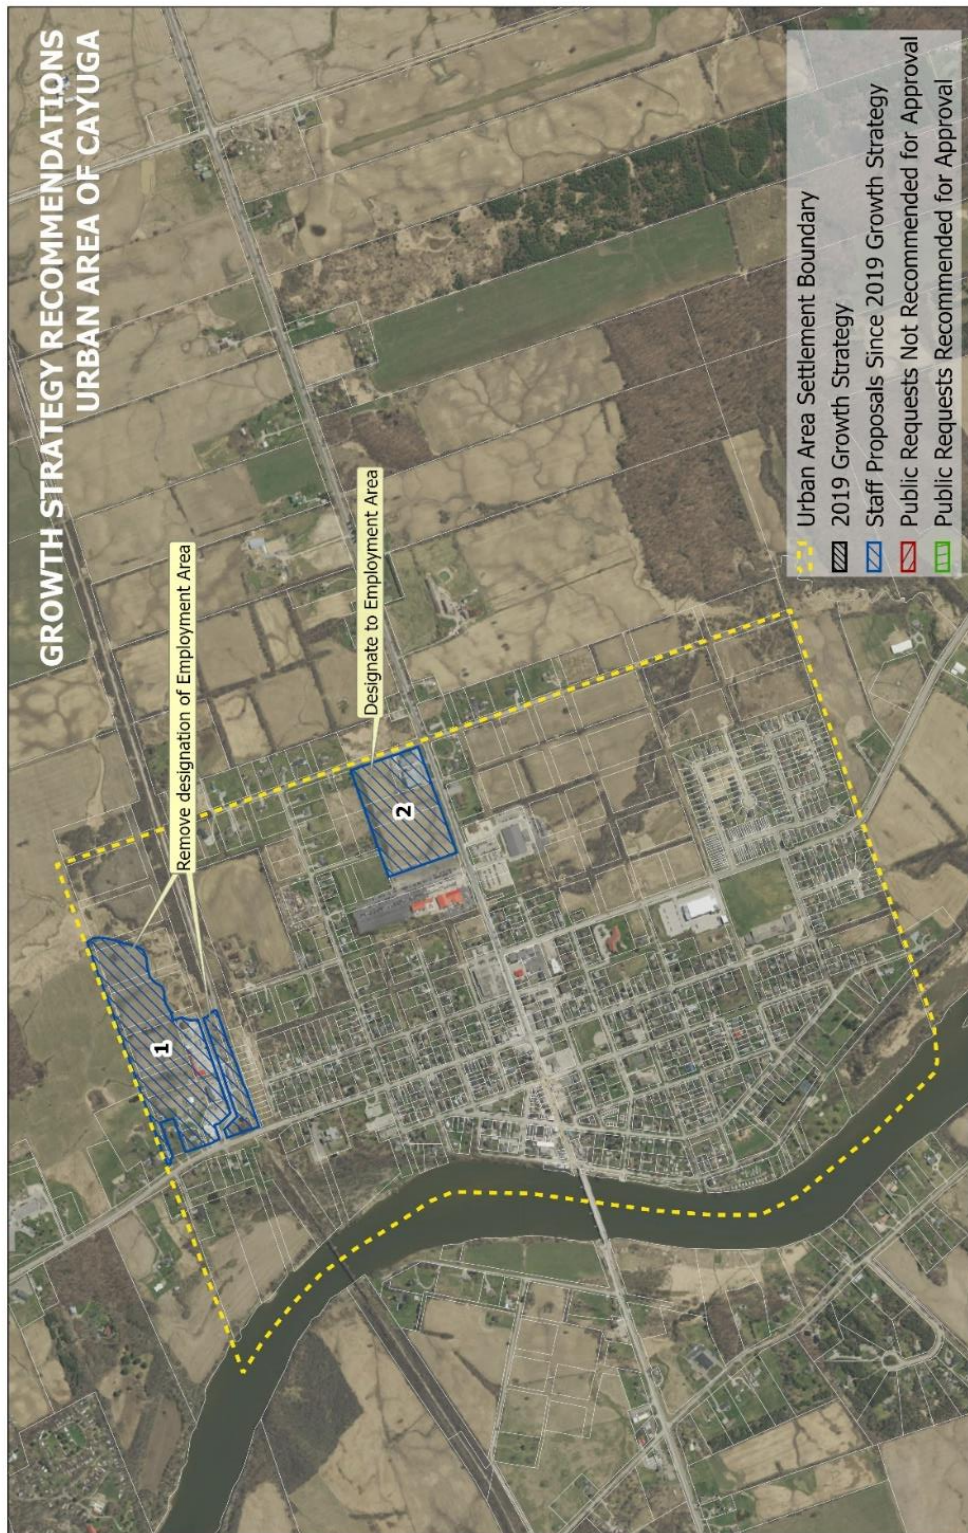 GROWTH STRATEGY RECOMMENDATIONS
URBAN AREA OF CAYUGA
Remove designation of Employment Area
Designate to Employment Area
1
2
Urban Area Settlement Boundary
2019 Growth Strategy
Staff Proposals Since 2019 Growth Strategy
Public Requests Not Recommended for Approval
Public Requests Recommended for Approval